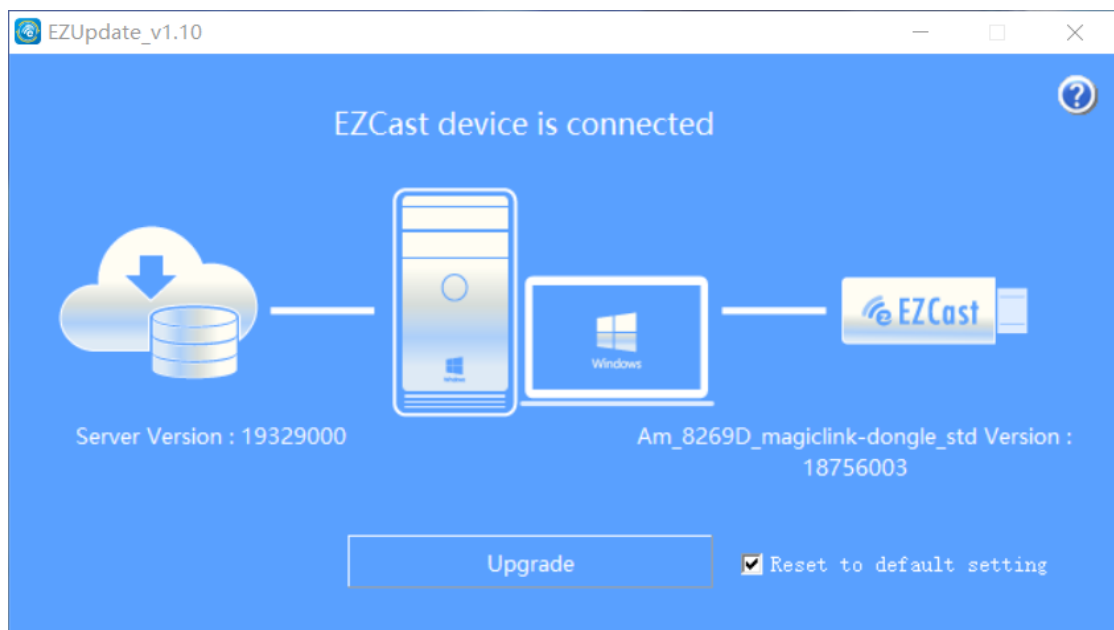 EZUpdate_v1.10
EZCast device is connected
EZCast
Windows
Server Version : 19329000
Am_8269D_magiclink-dongle_std Version :
18756003
Upgrade
Reset to default setting